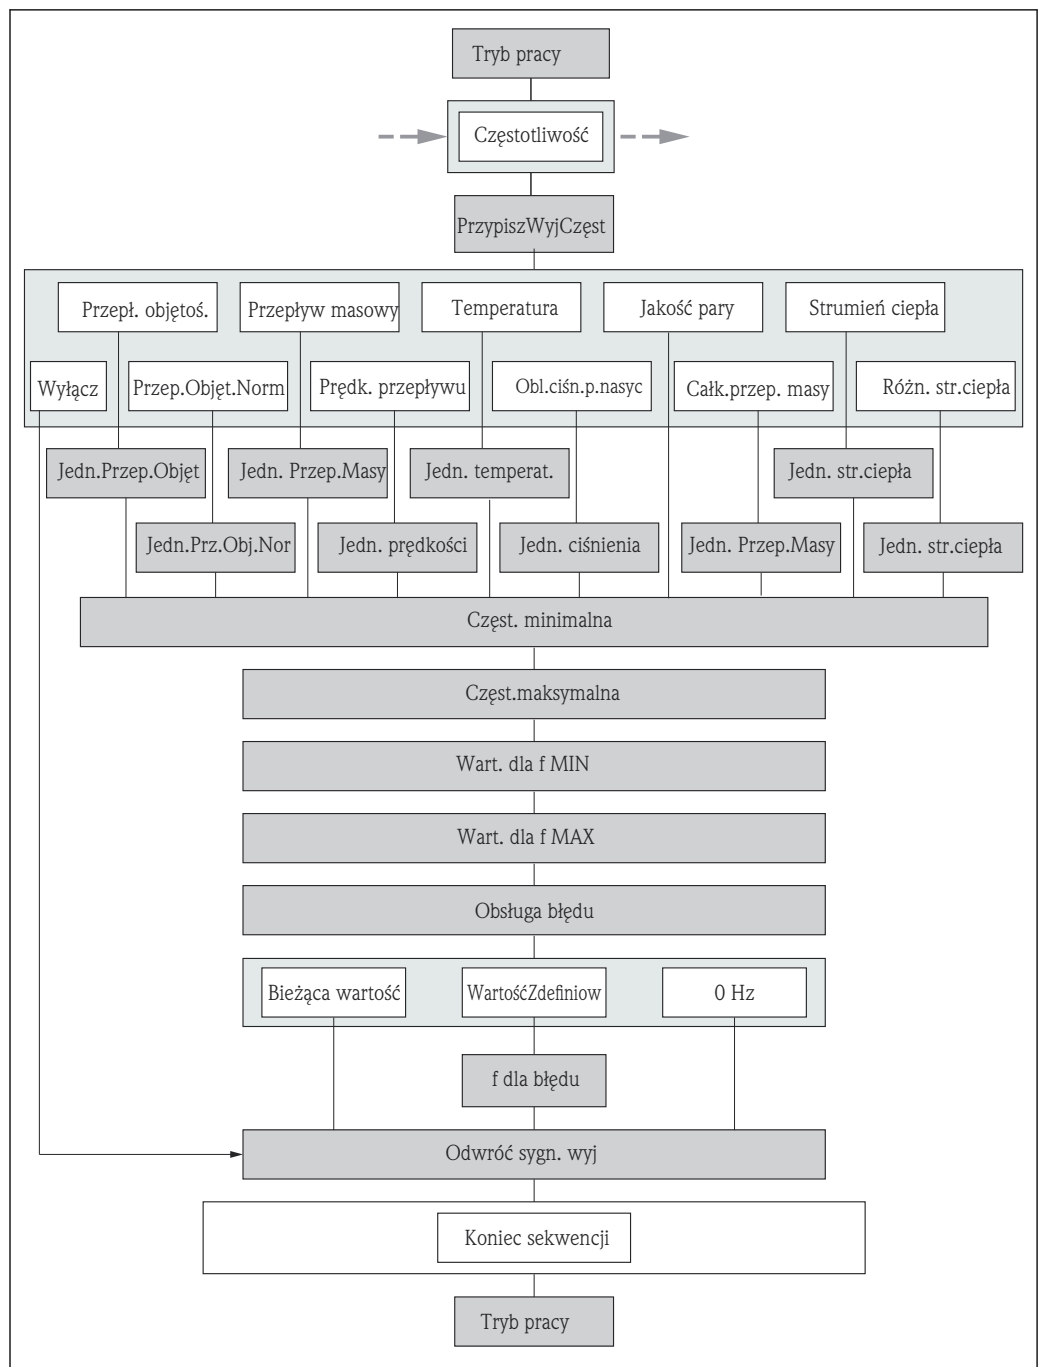 Tryb pracy
Częstotliwość
PrzypiszWyjCzęst
Przepł. objętoś.
Przepływ masowy
Temperatura
Jakość pary
Strumień ciepła
Wyłącz
Przep.Objęt.Norm
Prędk. przepływu
Obl.ciśn.p.nasyc
Całk.przep. masy
Różn. str.ciepła
Jedn.Przep.Objęt
Jedn. Przep.Masy
Jedn. temperat.
Jedn. str.ciepła
Jedn.Prz.Obj.Nor
Jedn. prędkości
Jedn. ciśnienia
Jedn. Przep.Masy
Jedn. str.ciepła
Częst. minimalna
Częst.maksymalna
Wart. dla f MIN
Wart. dla f MAX
Obsługa błędu
Bieżąca wartość
WartośćZdefiniow
0 Hz
f dla błędu
Odwróć sygn. wyj
Koniec sekwencji
Tryb pracy